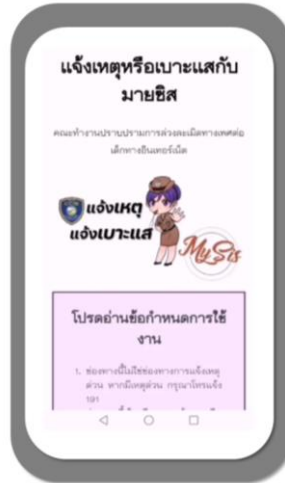 แจ้งเหตุหรือเบาะแสกับ
มายซิส
คณะทำงานปราบปรามการล่วงละเมิดทางเพศต่อ
เด็กทางอินเทอร์เน็ต
แจ้งเหตุ
แจ้งเบาะแส
MySis
โปรดอ่านข้อกำหนดการใช้
งาน
1. ช่องทางนี้ไม่ใช่ช่องทางการแจ้งเหตุ
ด่วน หากมีเหตุด่วน กรุณาโทรแจ้ง
191